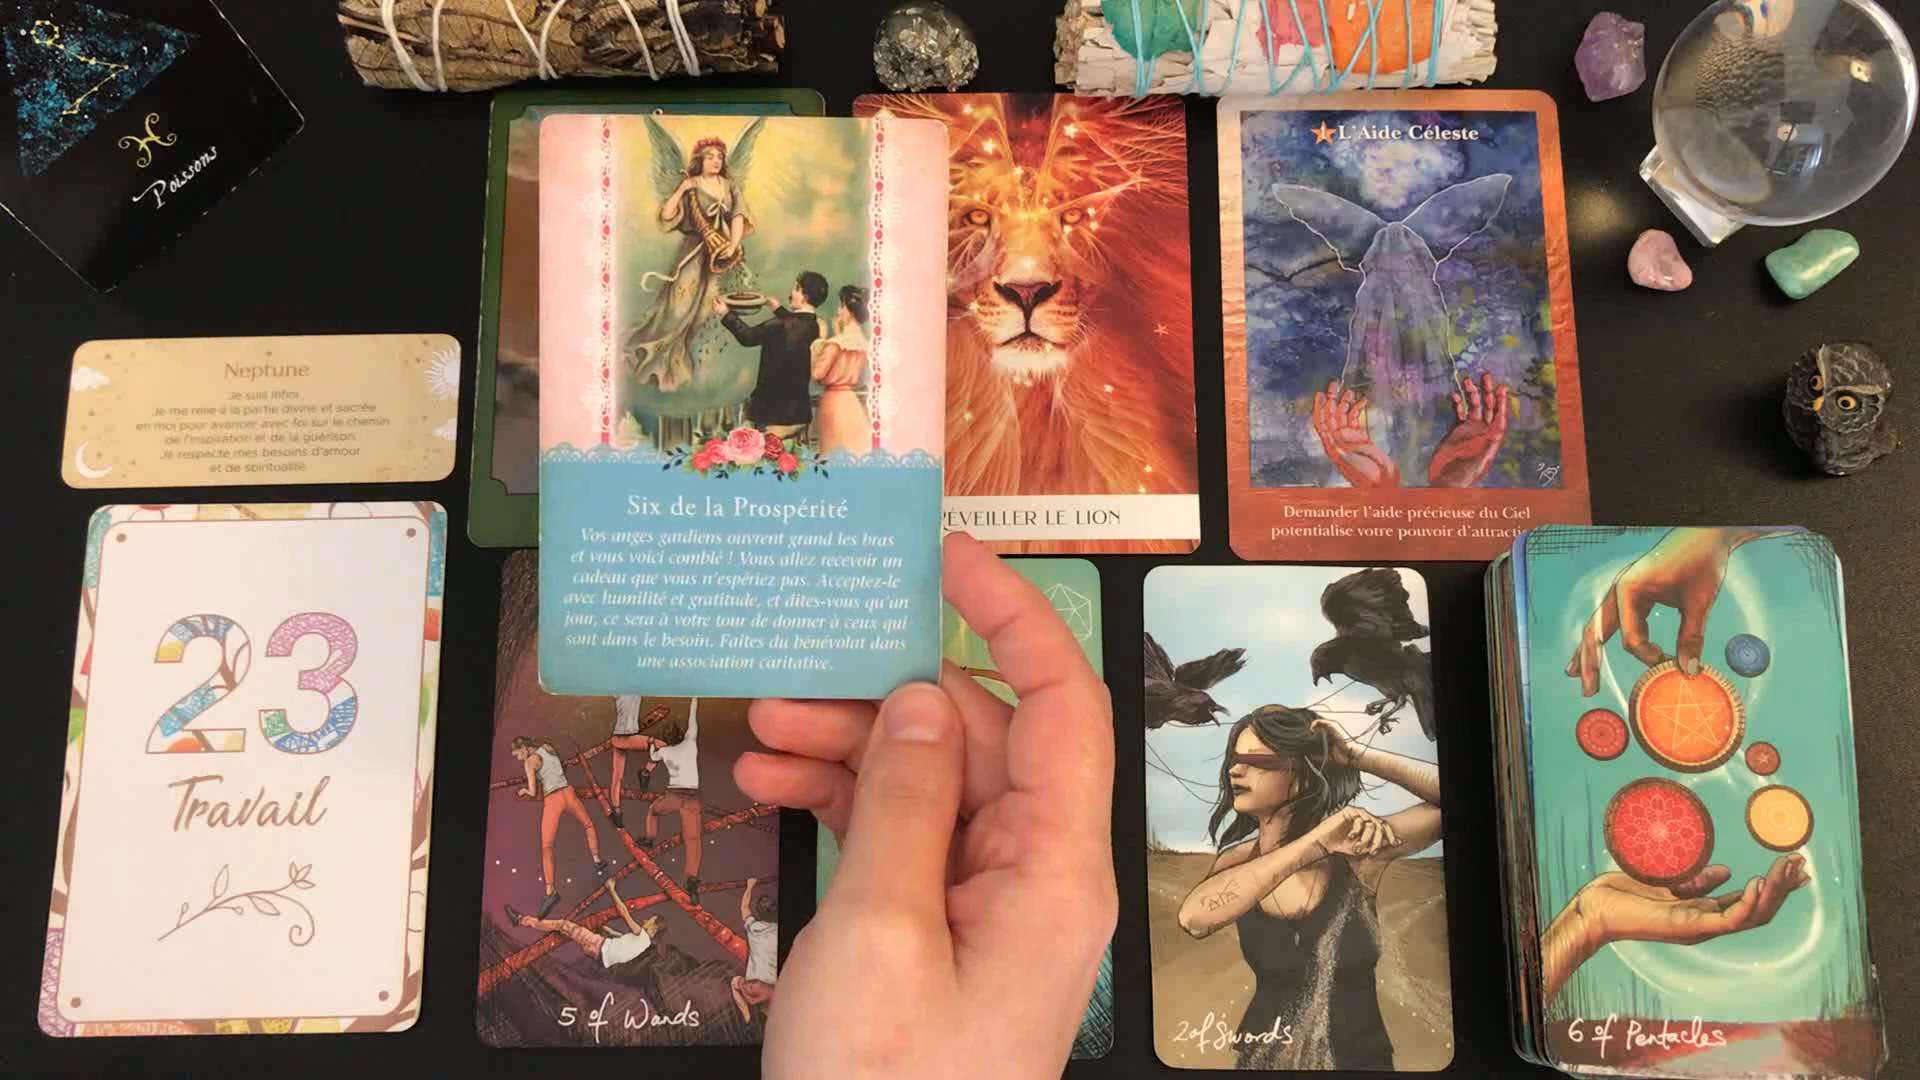 Poissons
Neptune
Je suis infini.
Je me relie à la partie divine et sacrée
en moi pour avancer avec foi sur le chemin
de l'inspiration et de la guérison.
Je respecte mes besoins d'amour
et de spiritualité.
23
Travail
Six de la Prospérité
Vos anges gardiens ouvrent grand les bras
et vous voici comblé ! Vous allez recevoir un
cadeau que vous n'espériez pas. Acceptez-le
avec humilité et gratitude, et dites-vous qu'un
jour, ce sera à votre tour de donner à ceux qui
sont dans le besoin. Faites du bénévolat dans
une association caritative.
ÉVEILLER LE LION
1 L'Aide Céleste
Demander l'aide précieuse du Ciel
potentialise votre pouvoir d'attractio
5 of Wands
2 of Swords
6 of Pentacles